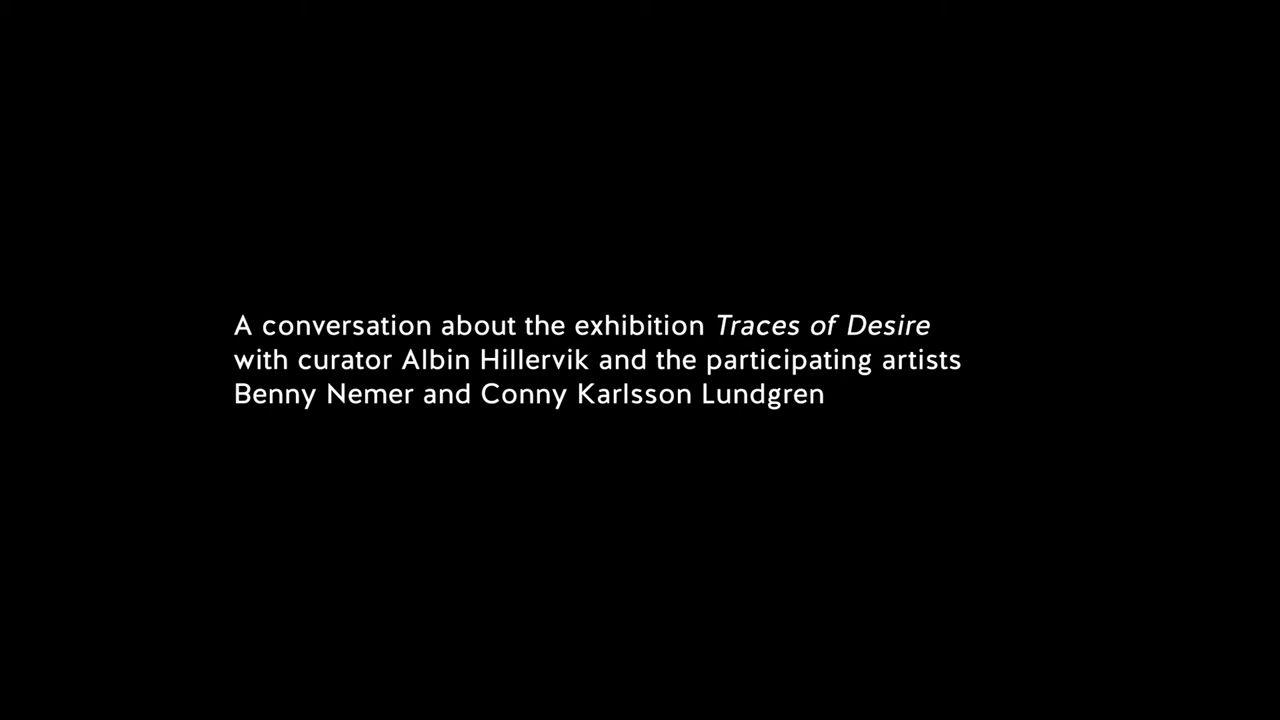 A conversation about the exhibition Traces of Desire
with curator Albin Hillervik and the participating artists
Benny Nemer and Conny Karlsson Lundgren